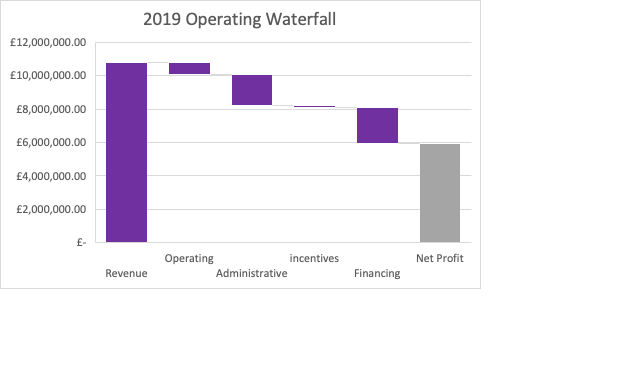 2019 Operating Waterfall
£12,000,000.00
£10,000,000.00
£8,000,000.00
£6,000,000.00
£4,000,000.00
£2,000,000.00
£-
Operating incentives Net Profit
Revenue Administrative Financing